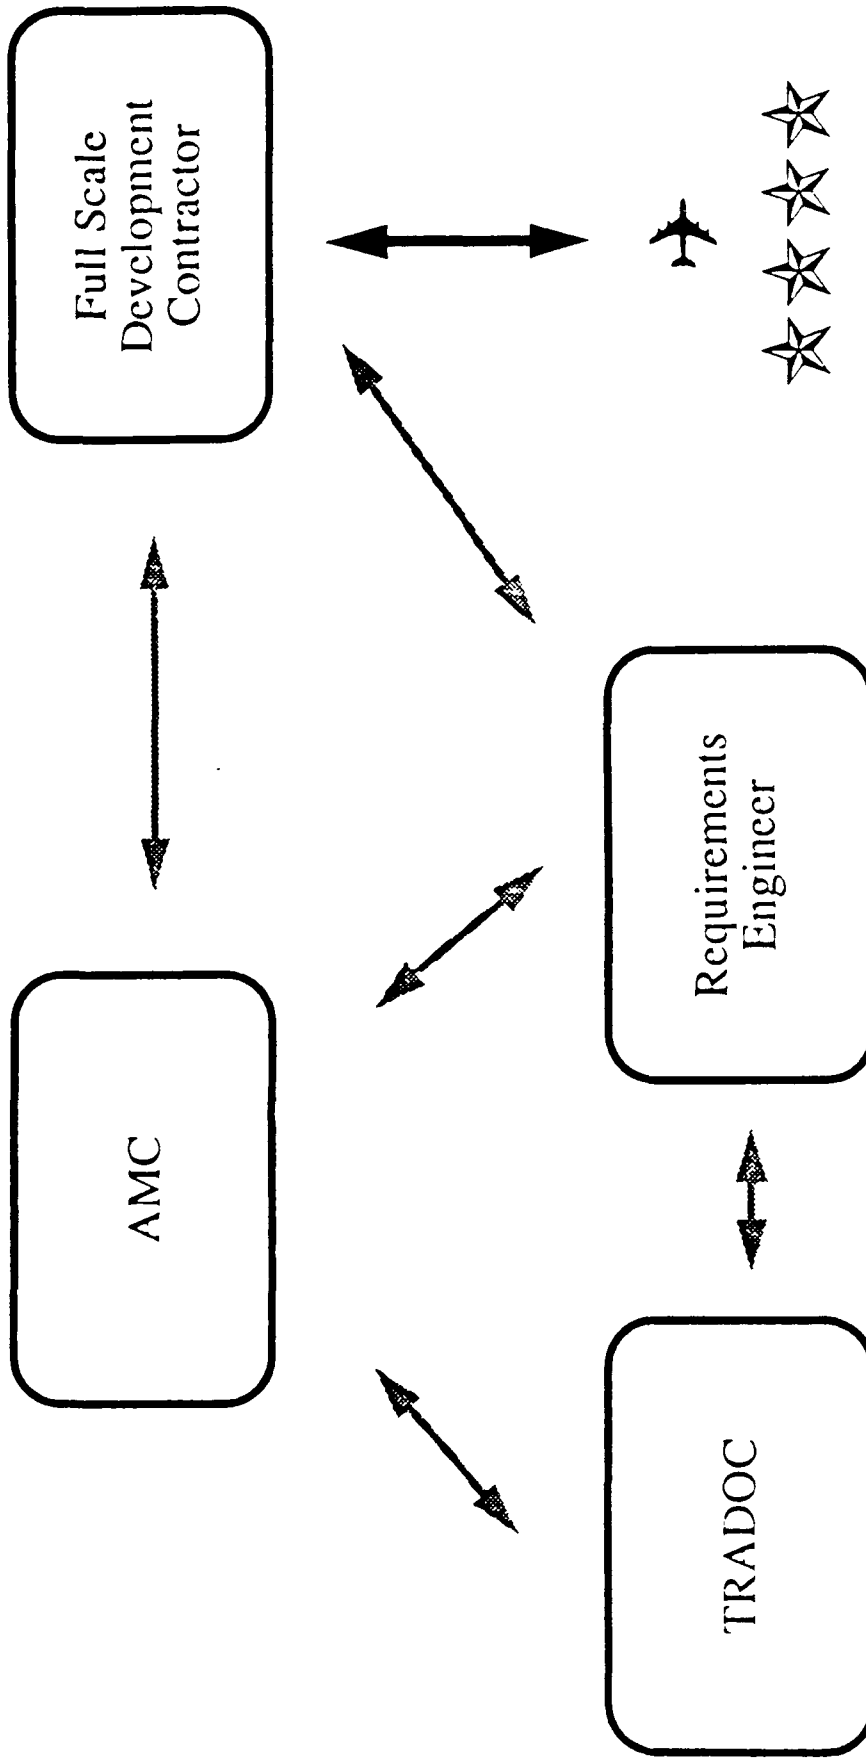 AMC
Full Scale
Development
Contractor
TRADOC
Requirements
Engineer